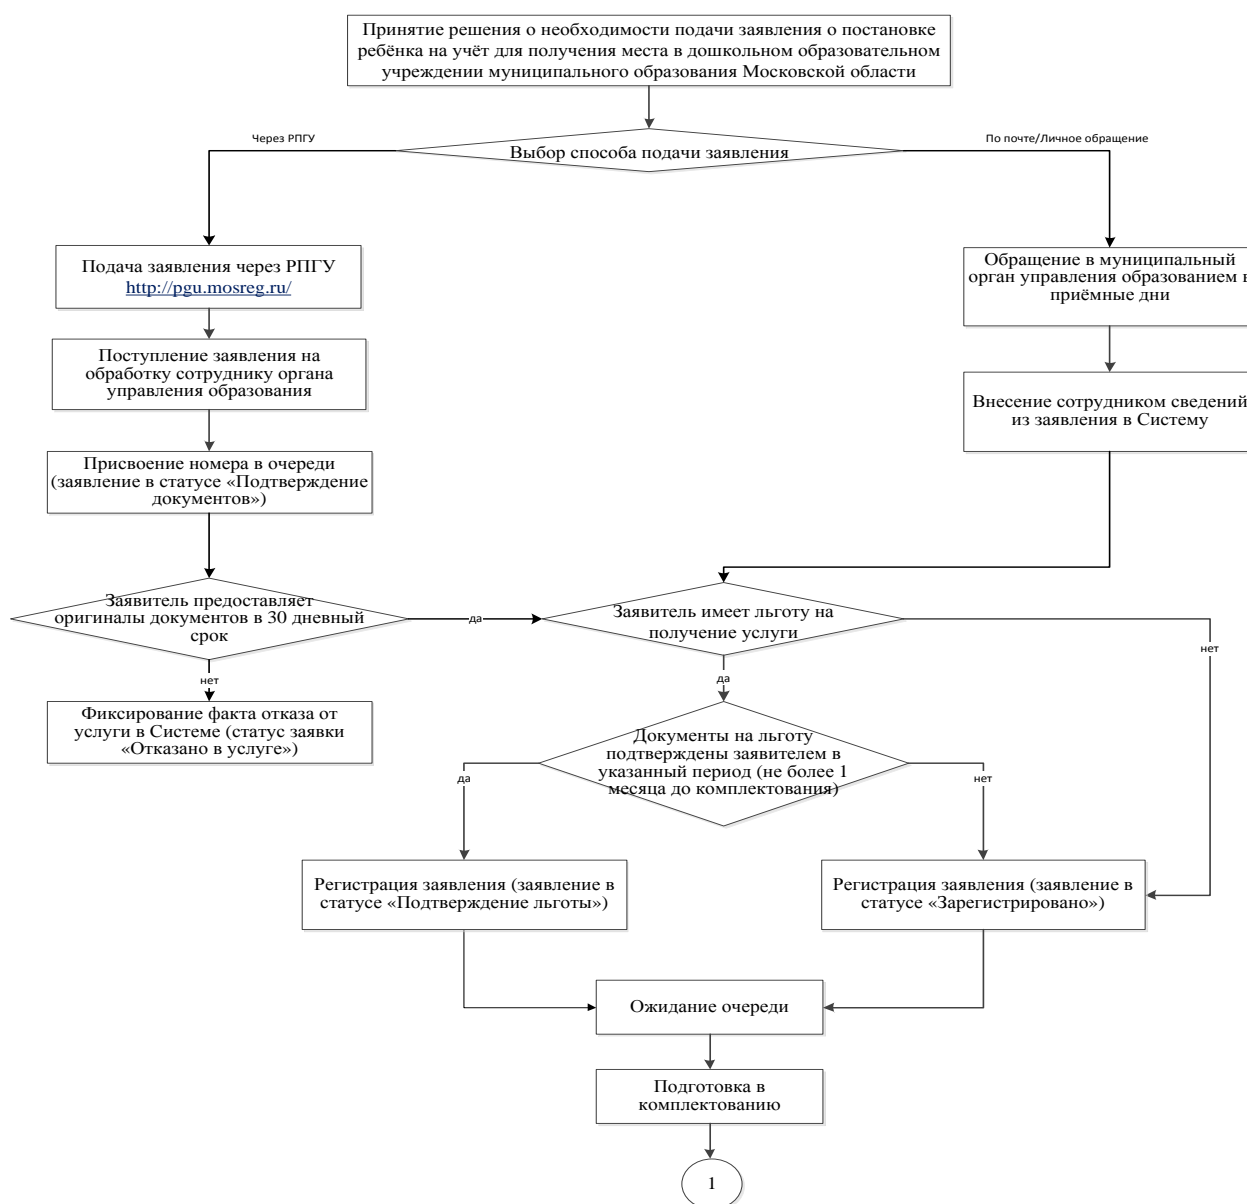 Принятие решения о необходимости подачи заявления о постановке
ребёнка на учёт для получения места в дошкольном образовательном
учреждении муниципального образования Московской области
Через РПГУ
По почте/Личное обращение
Выбор способа подачи заявления
Подача заявления через РПГУ
http://pgu.mosreg.ru/
Обращение в муниципальный
орган управления образованием в
приёмные дни
Поступление заявления на
обработку сотруднику органа
управления образования
Внесение сотрудником сведений
из заявления в Систему
Присвоение номера в очереди
(заявление в статусе «Подтверждение
документов»)
Заявитель предоставляет
оригиналы документов в 30 дневный
срок
да
Заявитель имеет льготу на
получение услуги
нет
нет
да
Фиксирование факта отказа от
услуги в Системе (статус заявки
«Отказано в услуге»)
Документы на льготу
подтверждены заявителем в
указанный период (не более 1
месяца до комплектования)
да
нет
Регистрация заявления (заявление в
статусе «Подтверждение льготы»)
Регистрация заявления (заявление в
статусе «Зарегистрировано»)
Ожидание очереди
Подготовка в
комплектованию
1